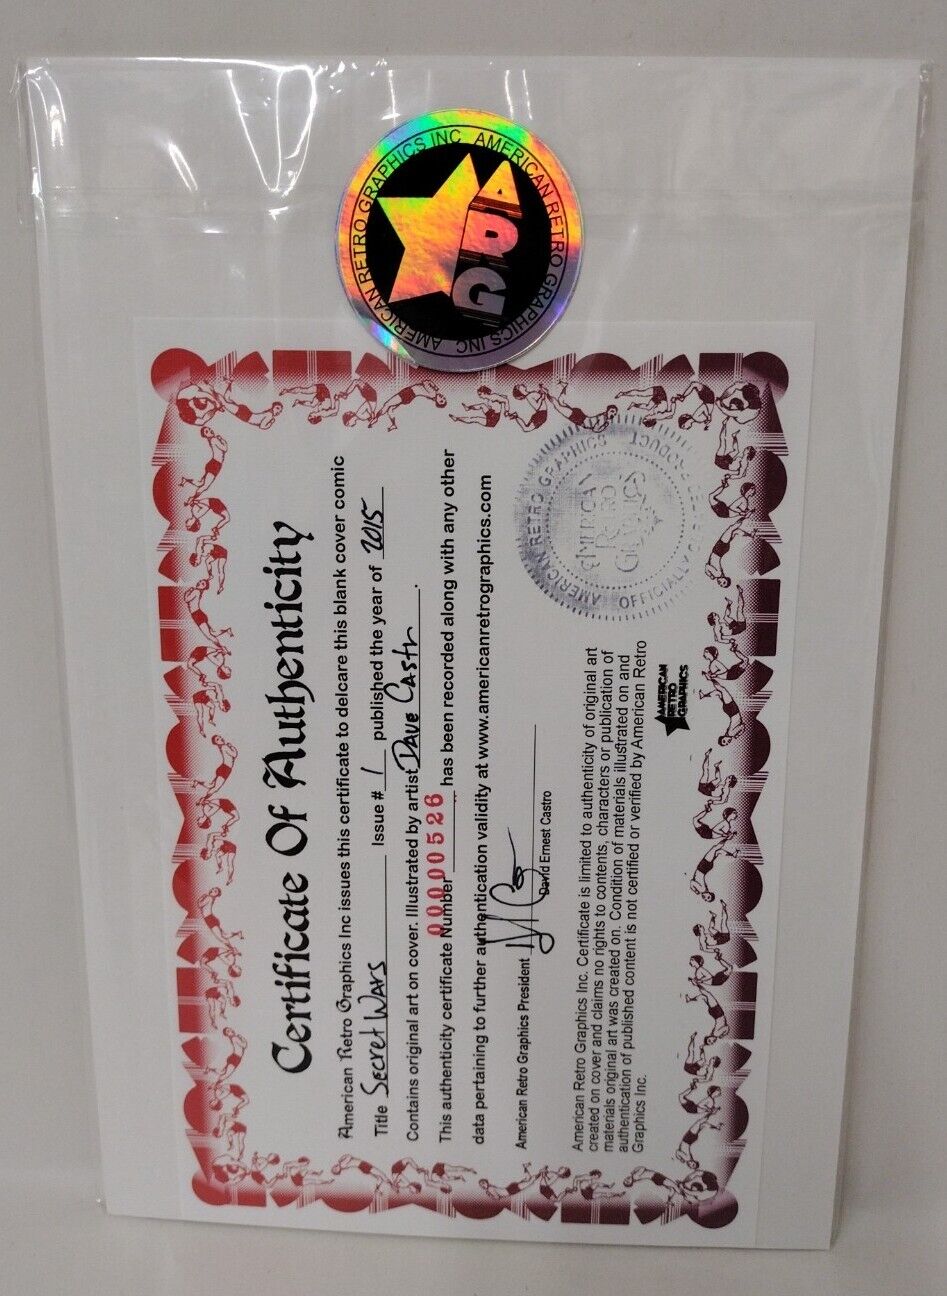 AMERICAN RETRO GRAPHICS INC AMERICAN RETRO GRAPHICS INC
ARG
Certificate Of Authenticity
American Retro Graphics Inc issues this certificate to delcare this blank cover comic
Title Secret Wars Issue # 1 published the year of 2015
Contains original art on cover. Illustrated by artist Dave Castr .
This authenticity certificate Number 00000526 has been recorded along with any other
data pertaining to further authentication validity at www.americanretrographics.com
American Retro Graphics President
David Ernest Castro
American Retro Graphics Inc. Certificate is limited to authenticity of original art
created on cover and claims no rights to contents, characters or publication of
materials original art was created on. Condition of materials illustrated on and
authentication of published content is not certified or verified by American Retro
Graphics Inc.
AMERICAN
RETRO
GRAPHICS
AMERICAN RETRO GRAPHICS
OFFICIALLY
AMERICAN
RETRO
GRAPHICS